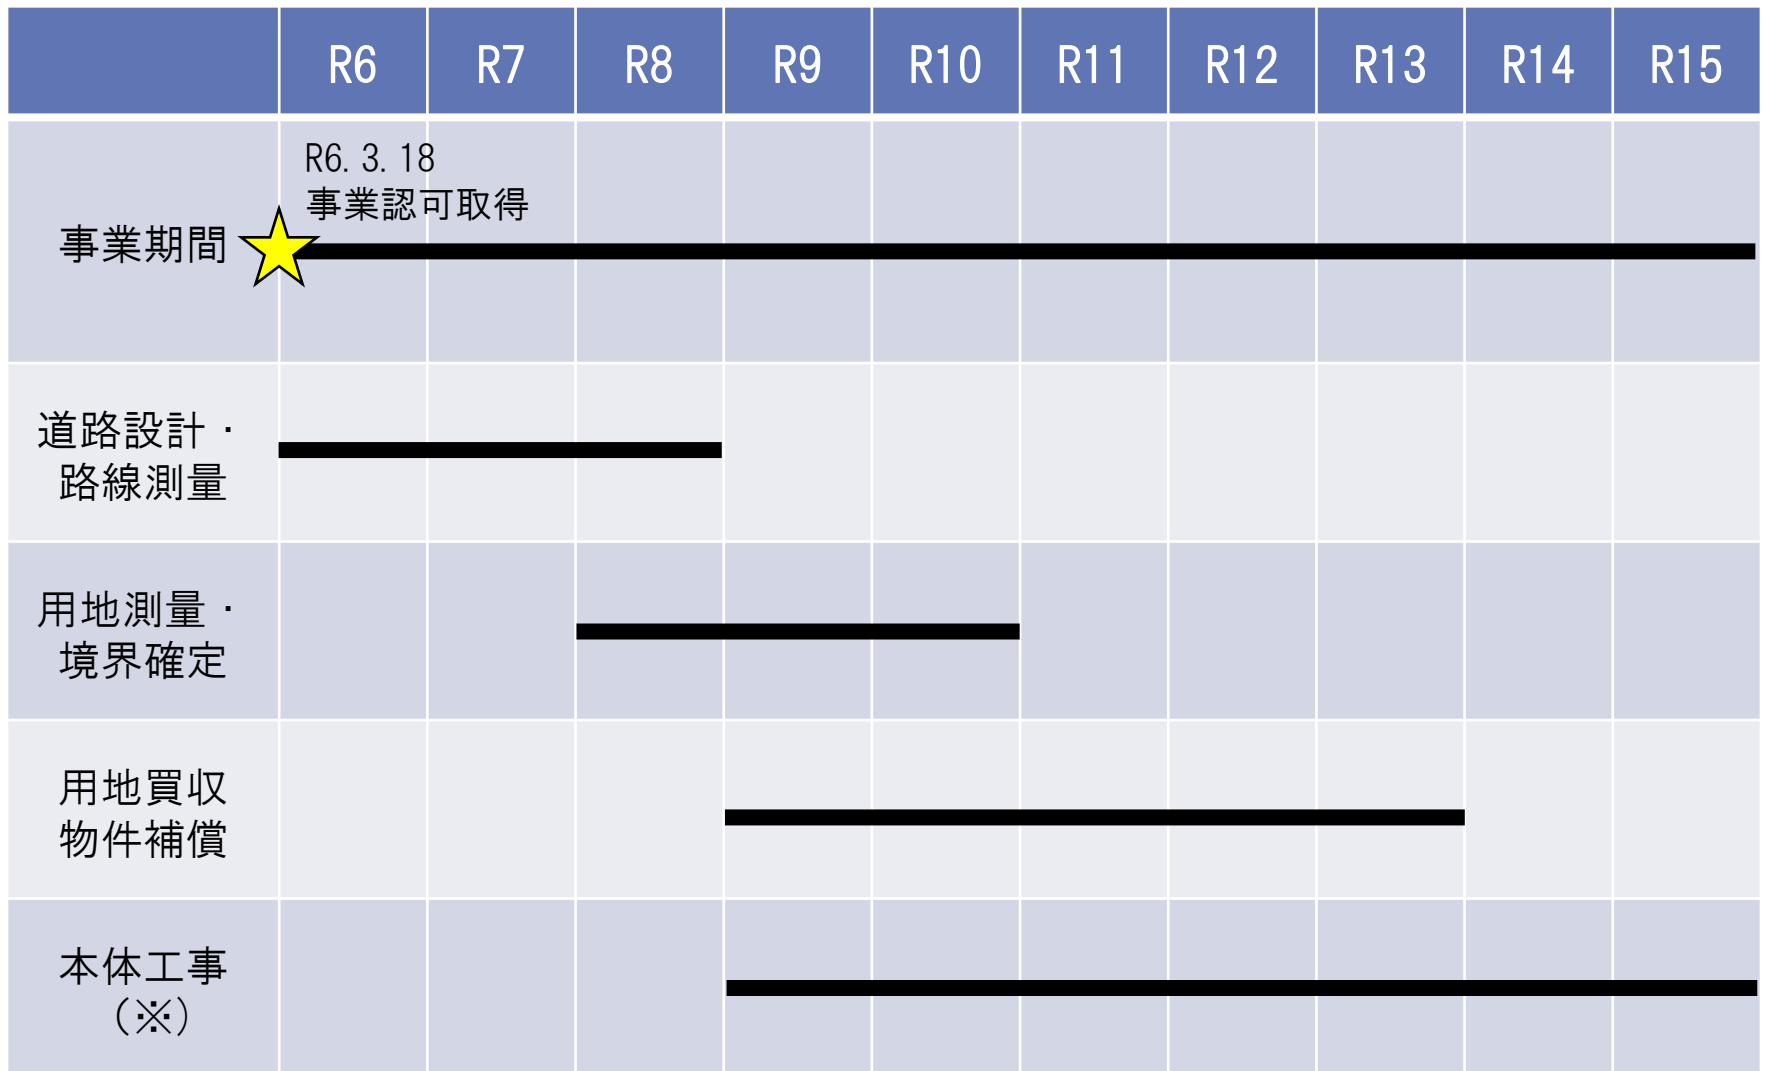 R6 R7 R8 R9 R10 R11 R12 R13 R14 R15
R6.3.18
事業認可取得
事業期間
道路設計・
路線測量
用地測量・
境界確定
用地買収
物件補償
本体工事
(※)